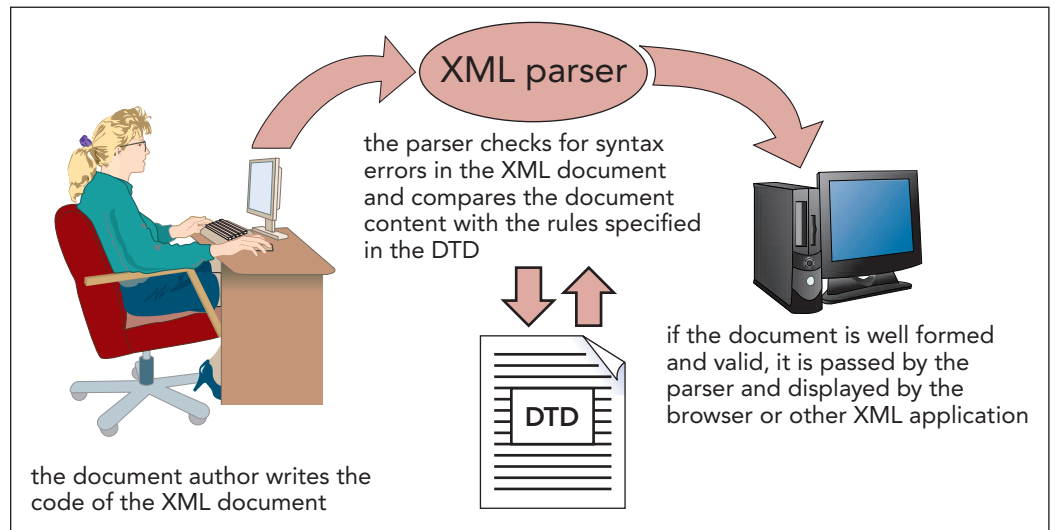 XML parser
the parser checks for syntax
errors in the XML document
and compares the document
content with the rules specified
in the DTD
DTD
if the document is well formed
and valid, it is passed by the
parser and displayed by the
browser or other XML application
the document author writes the
code of the XML document